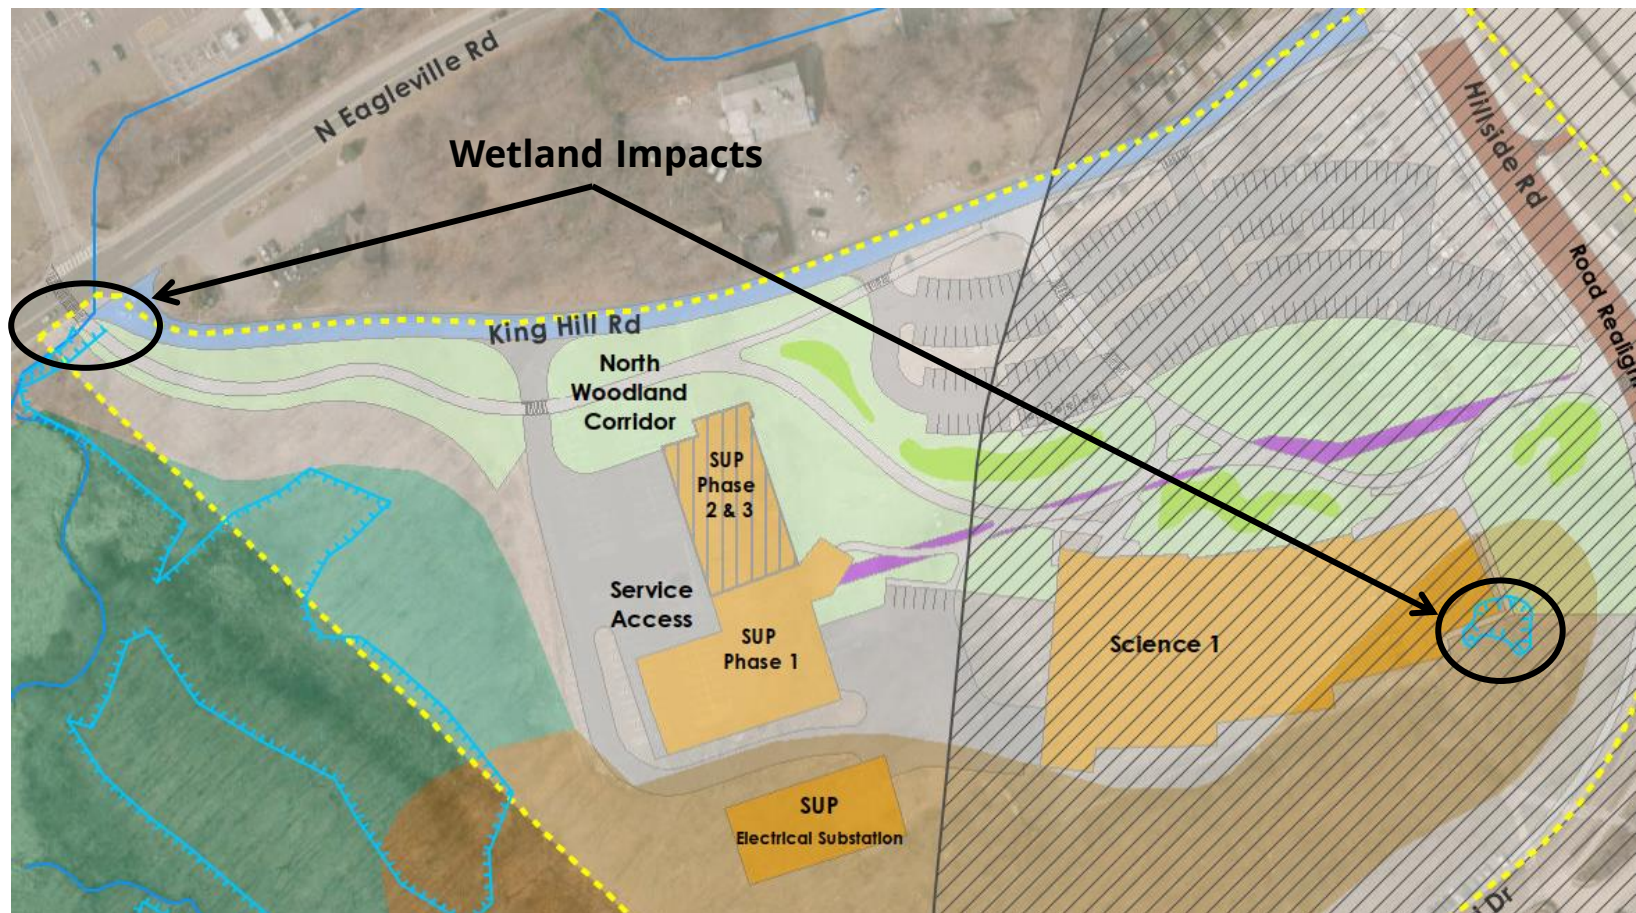 N Eagleville Rd
Wetland Impacts
Hillside Rd
Road Realignm
King Hill Rd
North
Woodland
Corridor
SUP
Phase
2 & 3
Service
Access
SUP
Phase 1
Science 1
SUP
Electrical Substation
Dr